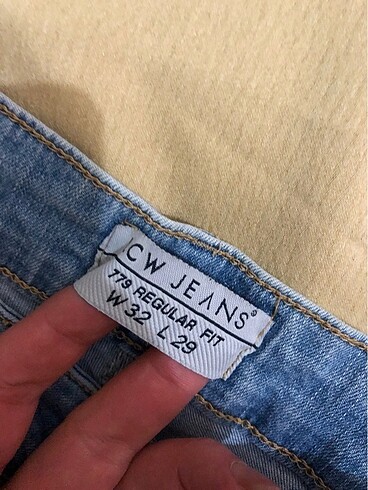 CW JEANS®
779 REGULAR FIT
W 32 L 29